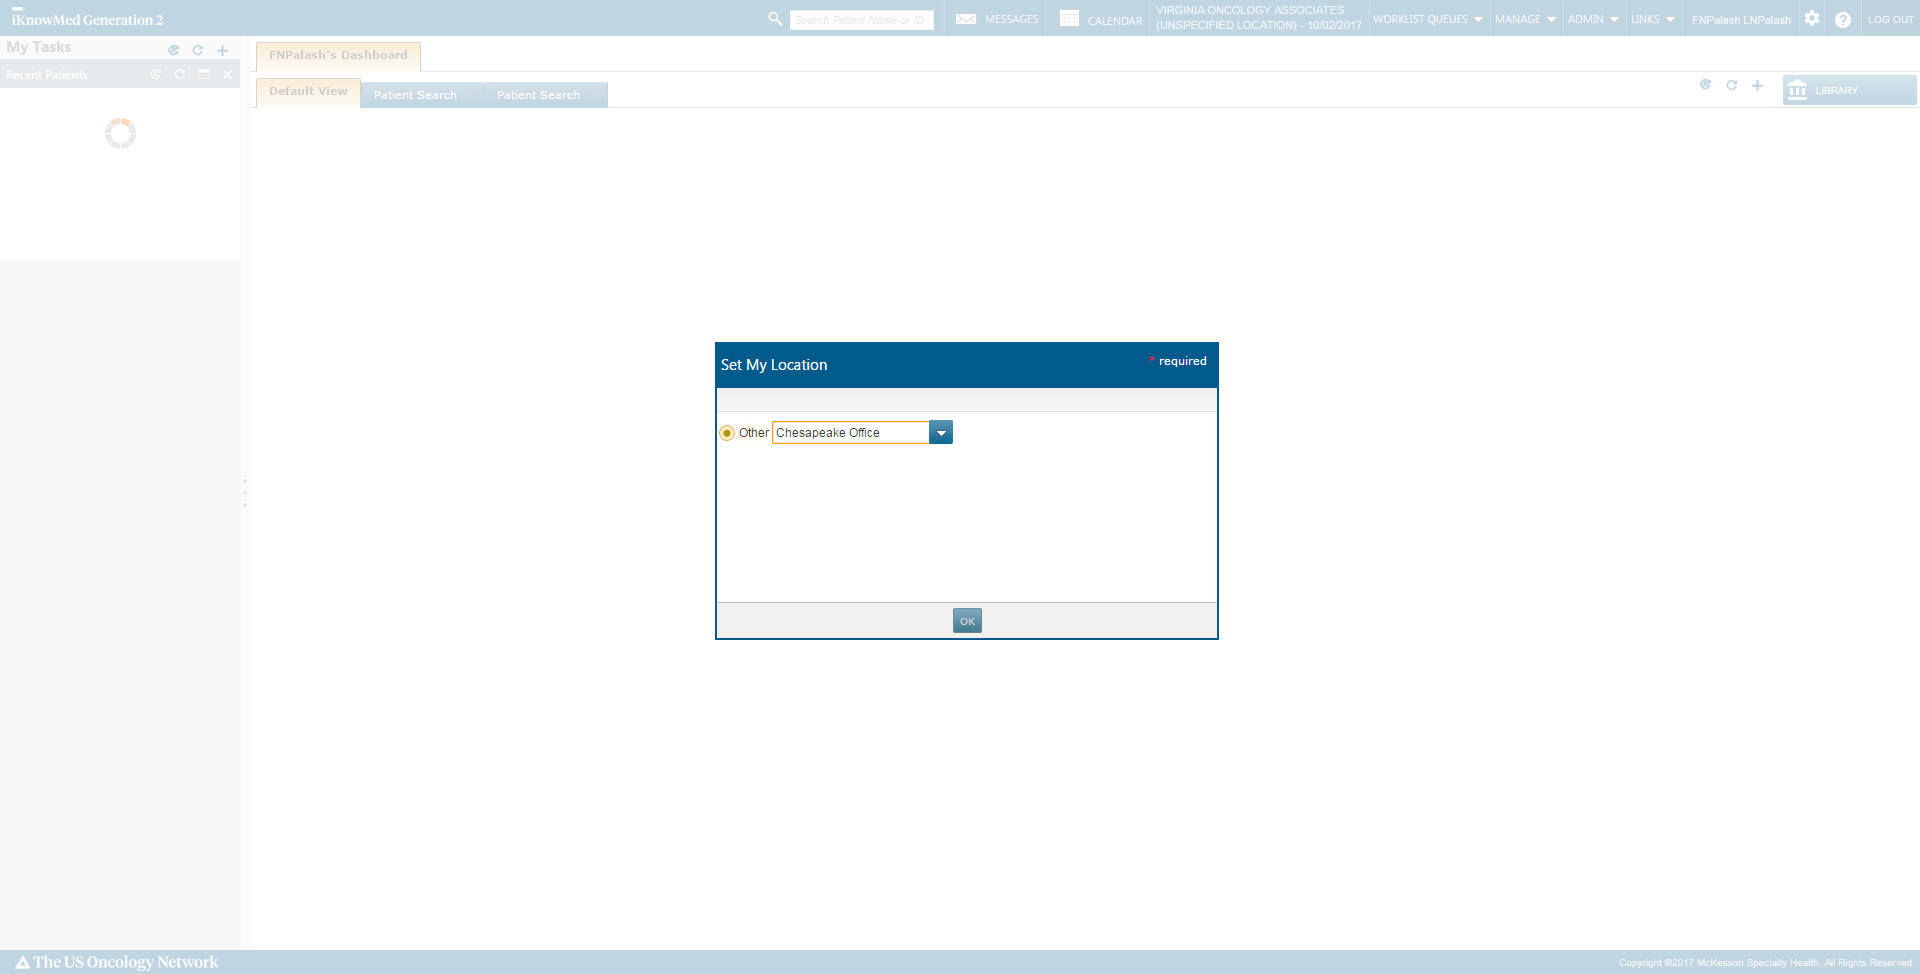 iKnowMed Generation 2
Search Patient Name or ID
MESSAGES
CALENDAR
VIRGINIA ONCOLOGY ASSOCIATES
(UNSPECIFIED LOCATION) - 10/02/2017
WORKLIST QUEUES
MANAGE
ADMIN
LINKS
FNPalash LNPalash
LOG OUT
My Tasks
FNPalash's Dashboard
Recent Patients
Default View
Patient Search
Patient Search
LIBRARY
Set My Location
* required
Other Chesapeake Office
OK
The US Oncology Network
Copyright ©2017 McKesson Specialty Health. All Rights Reserved